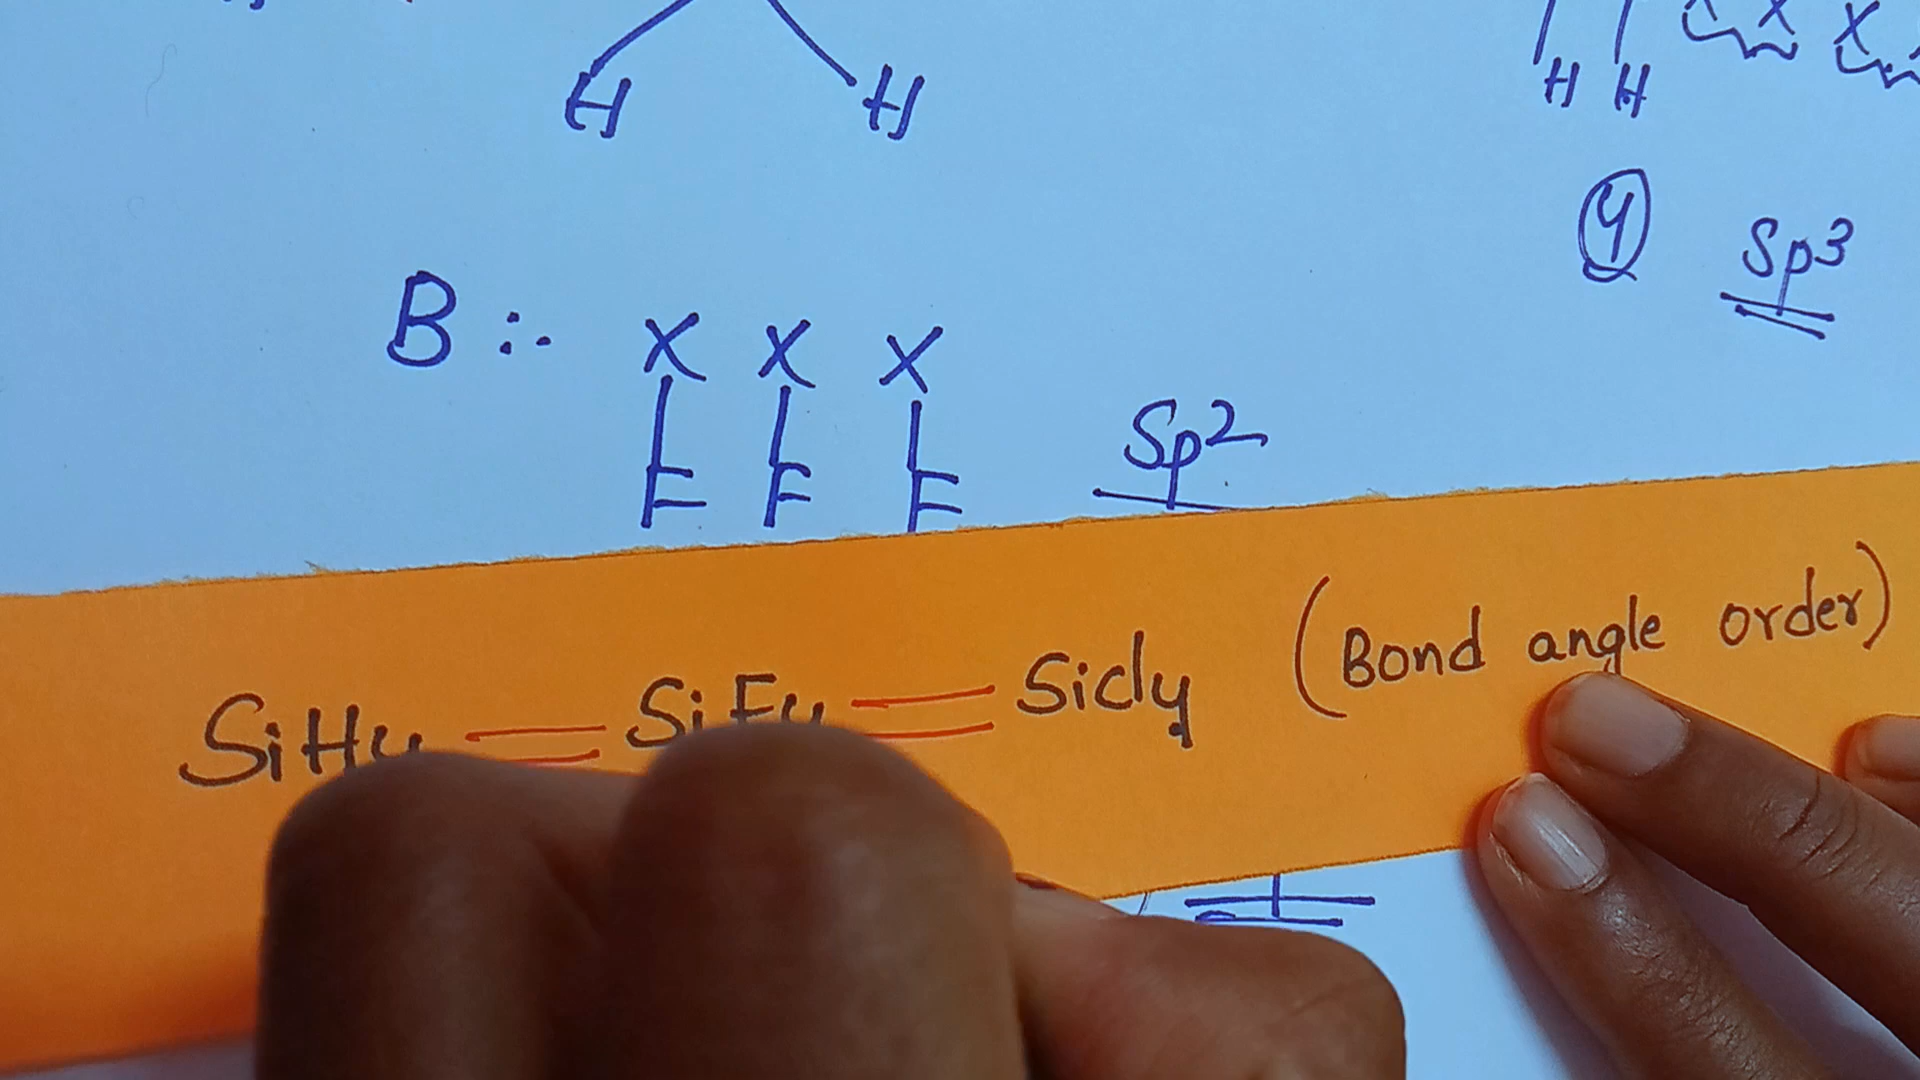 H H
H H
X X X
4 Sp3
B :- X X X
F F F Sp2
SiH4 = SiF4 = Sicl4 (Bond angle order)